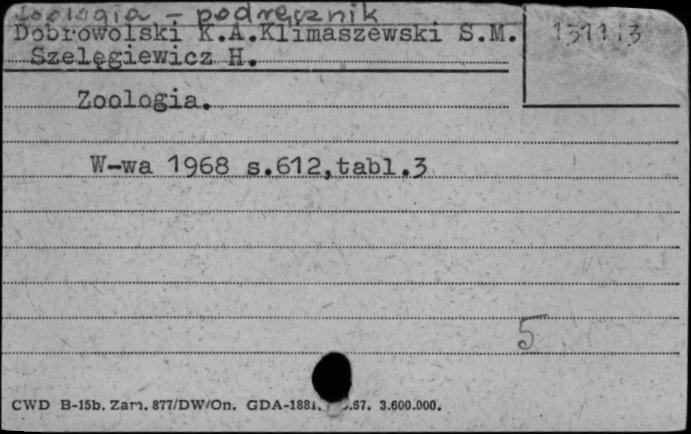 Zoologia - podręcznik
Dobrowolski K.A.Klimaszewski S.M.
Szelęgiewicz H.
Zoologia.
W-wa 1968 s.612,tabl.3
5
CWD B-15b. Zam. 877/DW/On. GDA-1881. .67. 3.600.000.